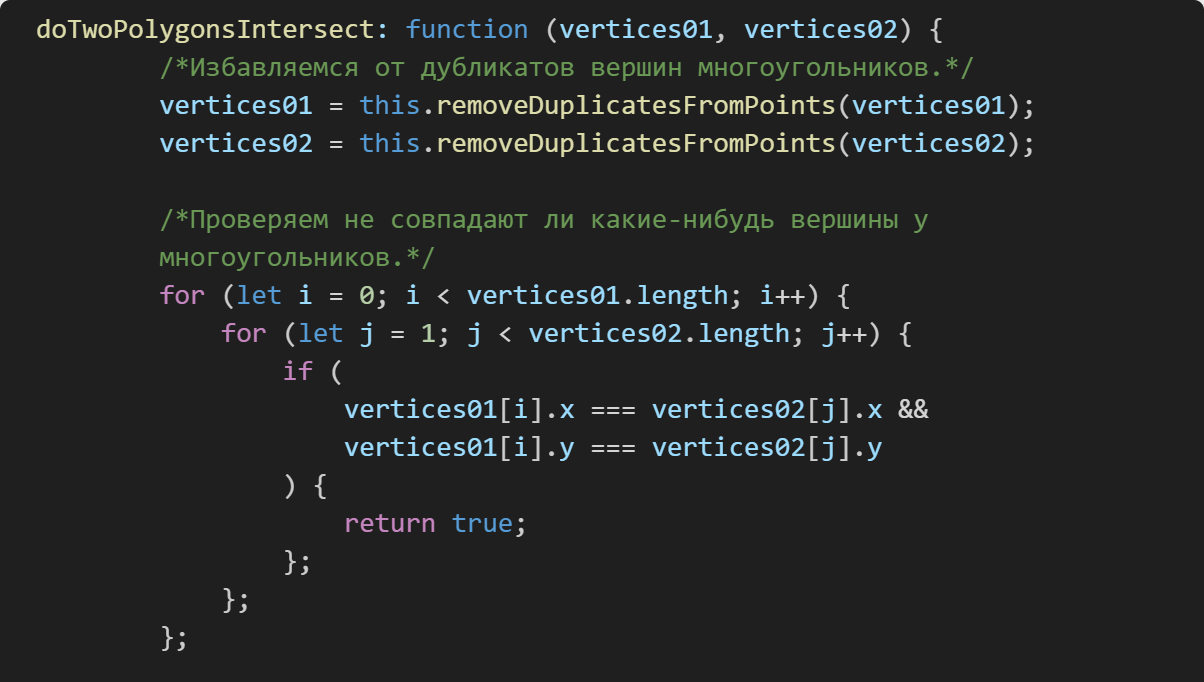 doTwoPolygonsIntersect: function (vertices01, vertices02) {
/*Избавляемся от дубликатов вершин многоугольников.*/
vertices01 = this.removeDuplicatesFromPoints(vertices01);
vertices02 = this.removeDuplicatesFromPoints(vertices02);
/*Проверяем не совпадают ли какие-нибудь вершины у
многоугольников.*/
for (let i = 0; i < vertices01.length; i++) {
for (let j = 1; j < vertices02.length; j++) {
if (
vertices01[i].x === vertices02[j].x &&
vertices01[i].y === vertices02[j].y
) {
return true;
};
};
};